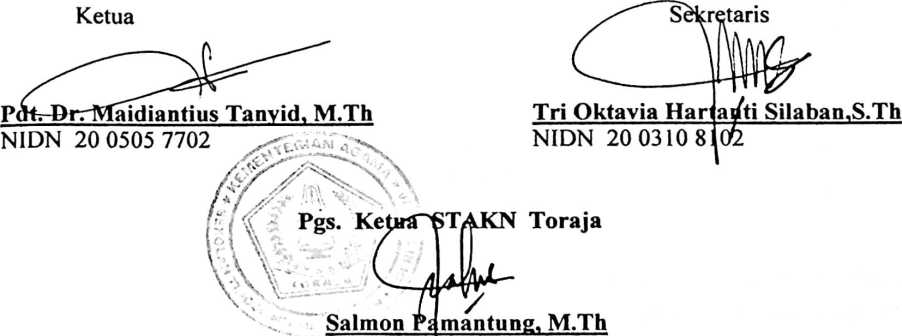 Ketua
Sekretaris
Pdt. Dr. Maidiantius Tanyid, M.Th
Tri Oktavia Hartanti Silaban,S.Th
NIDN 20 0505 7702
NIDN 20 0310 8102
KEMENTERIAN AGAMA
Pgs. Ketua STAKN Toraja
Salmon Pamantung, M.Th